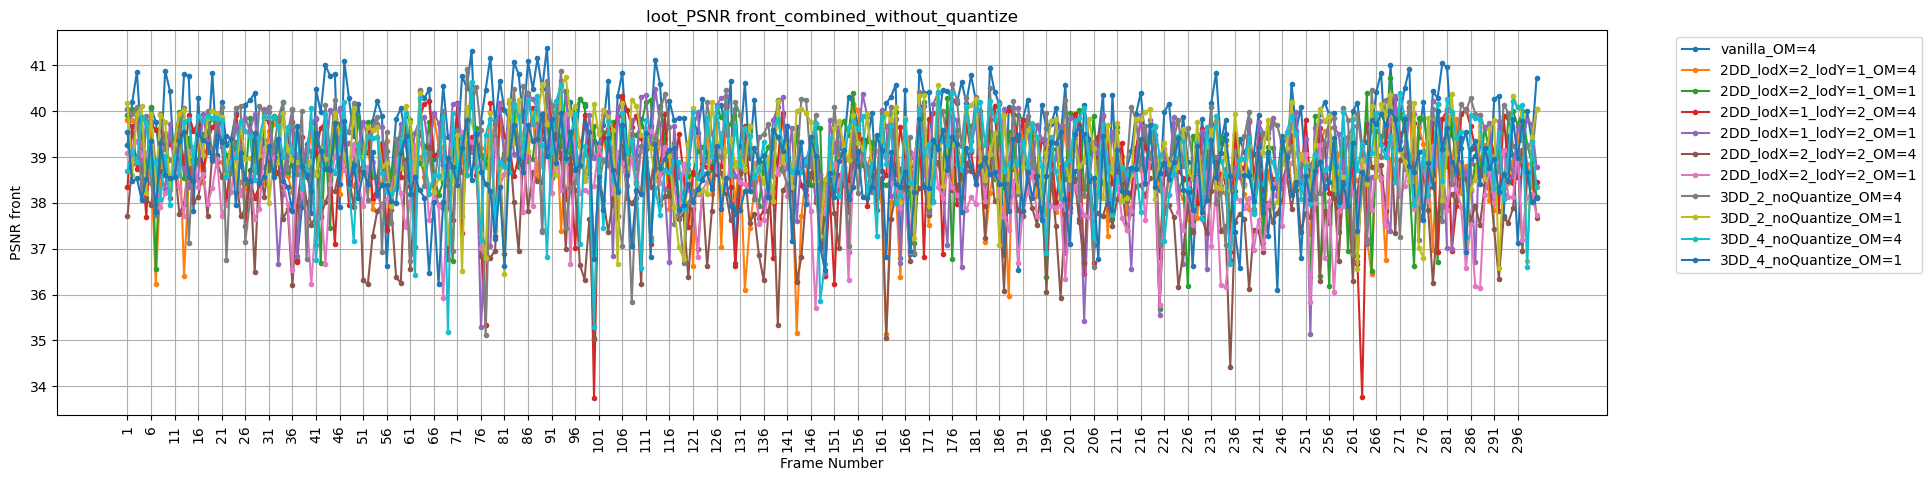 loot_PSNR front_combined_without_quantize
PSNR front
41
40
39
38
37
36
35
34
1 6 11 16 21 26 31 36 41 46 51 56 61 66 71 76 81 86 91 96 101 106 111 116 121 126 131 136 141 146 151 156 161 166 171 176 181 186 191 196 201 206 211 216 221 226 231 236 241 246 251 256 261 266 271 276 281 286 291 296
Frame Number
vanilla_OM=4
2DD_lodX=2_lodY=1_OM=4
2DD_lodX=2_lodY=1_OM=1
2DD_lodX=1_lodY=2_OM=4
2DD_lodX=1_lodY=2_OM=1
2DD_lodX=2_lodY=2_OM=4
2DD_lodX=2_lodY=2_OM=1
3DD_2_noQuantize_OM=4
3DD_2_noQuantize_OM=1
3DD_4_noQuantize_OM=4
3DD_4_noQuantize_OM=1